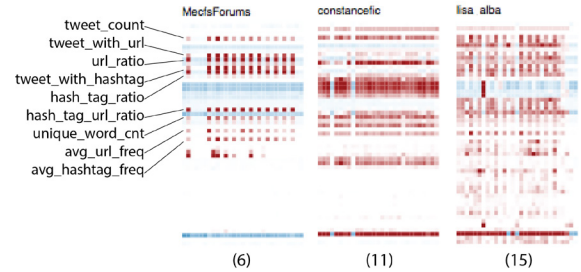 MecfsForums constancefic lisa_alba
tweet_count
tweet_with_url
url_ratio
tweet_with_hashtag
hash_tag_ratio
hash_tag_url_ratio
unique_word_cnt
avg_url_freq
avg_hashtag_freq
(6) (11) (15)